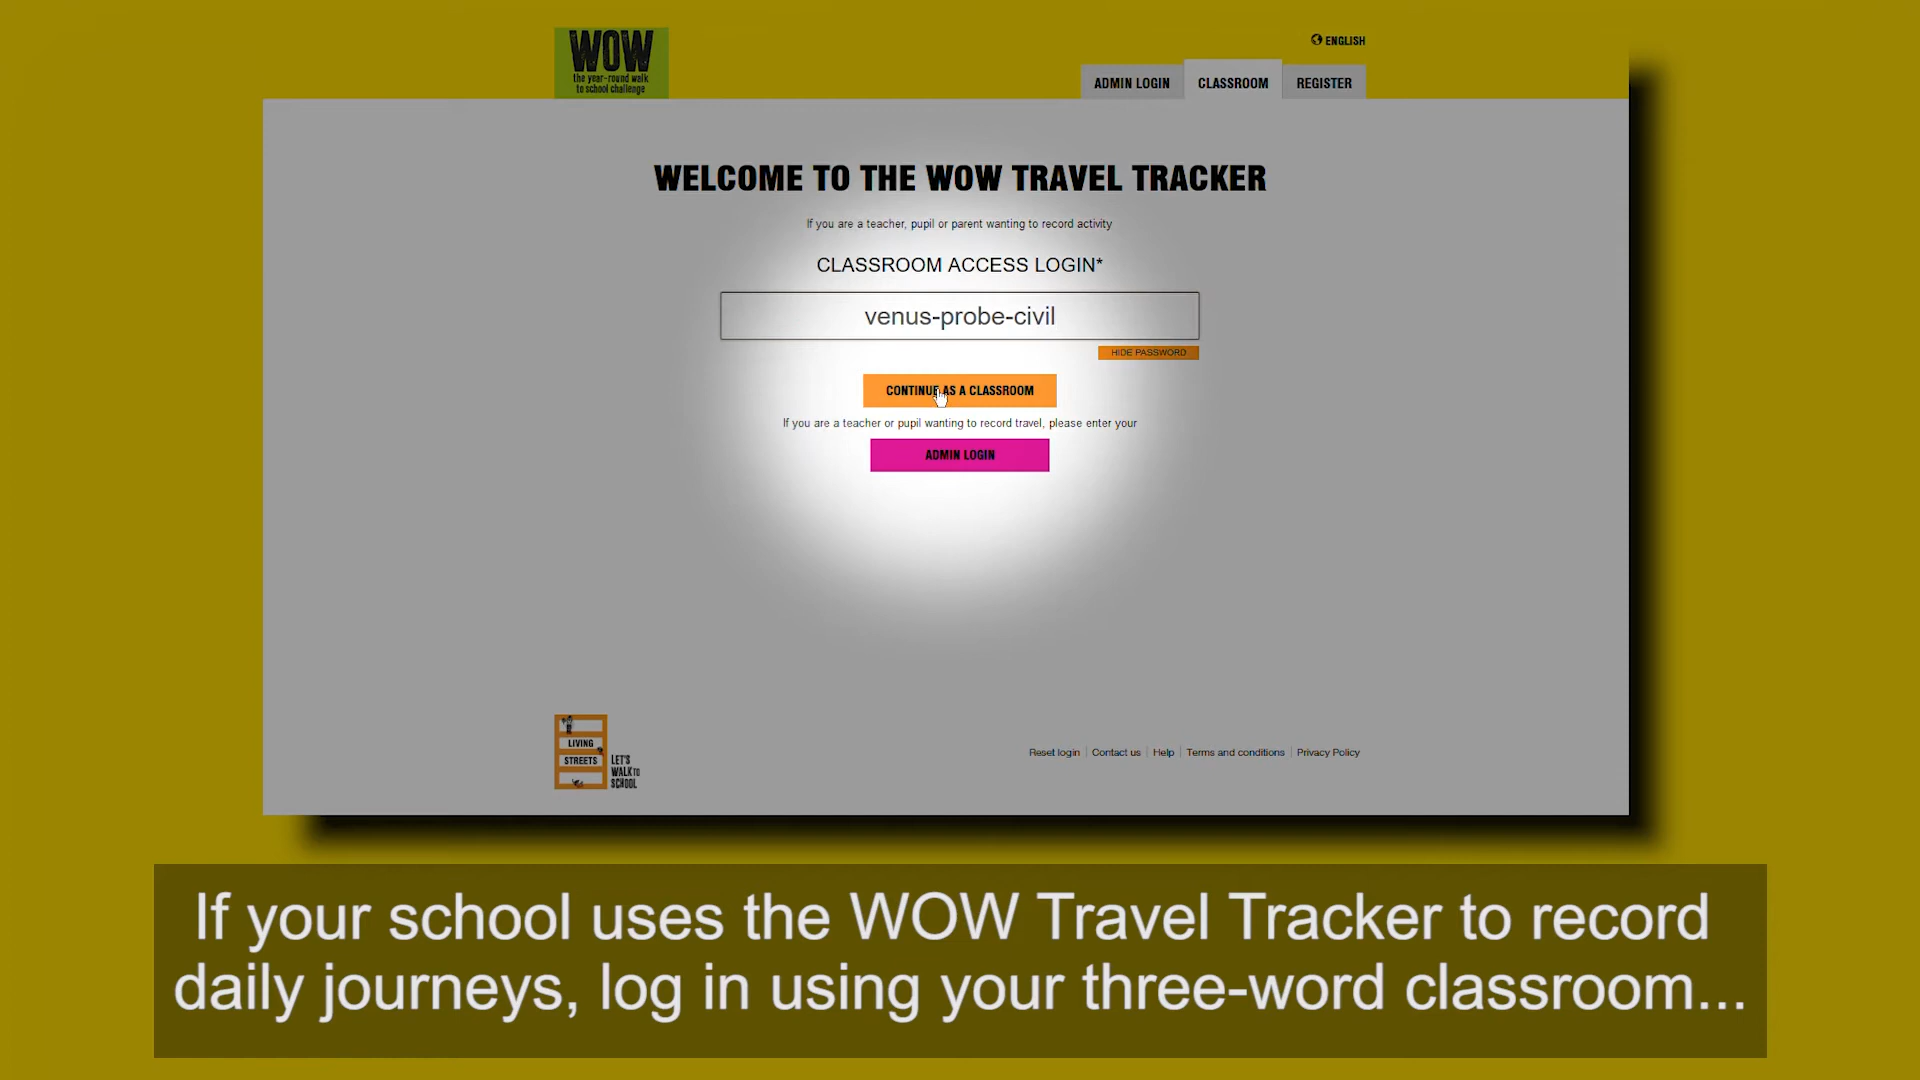 WOW
the year-round walk
to school challenge
ENGLISH
ADMIN LOGIN
CLASSROOM
REGISTER
WELCOME TO THE WOW TRAVEL TRACKER
If you are a teacher, pupil or parent wanting to record activity
CLASSROOM ACCESS LOGIN*
venus-probe-civil
HIDE PASSWORD
CONTINUE AS A CLASSROOM
If you are a teacher or pupil wanting to record travel, please enter your
ADMIN LOGIN
LIVING
STREETS
LET'S
WALK TO
SCHOOL
Reset login | Contact us | Help | Terms and conditions | Privacy Policy
If your school uses the WOW Travel Tracker to record
daily journeys, log in using your three-word classroom...